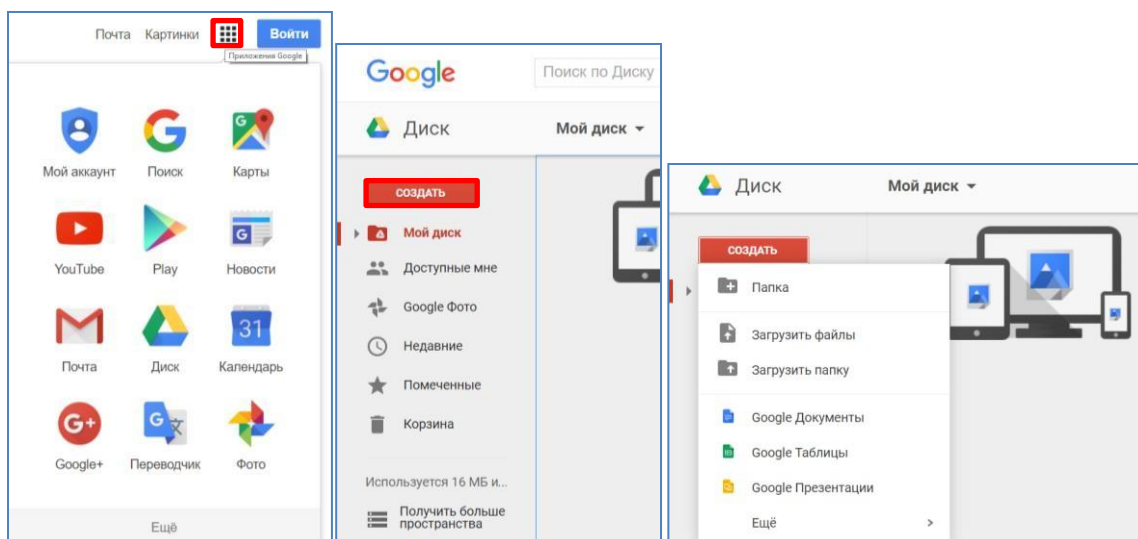 Почта Картинки Войти
Приложения Google
Мой аккаунт Поиск Карты
YouTube Play Новости
31
Почта Диск Календарь
G+
Google+ Переводчик Фото
Ещё
Google Поиск по Диску
Диск Мой диск
СОЗДАТЬ
Мой диск
Доступные мне
Google Фото
Недавние
Помеченные
Корзина
Используется 16 МБ и...
Получить больше
пространства
Диск Мой диск
СОЗДАТЬ
Папка
Загрузить файлы
Загрузить папку
Google Документы
Google Таблицы
Google Презентации
Ещё